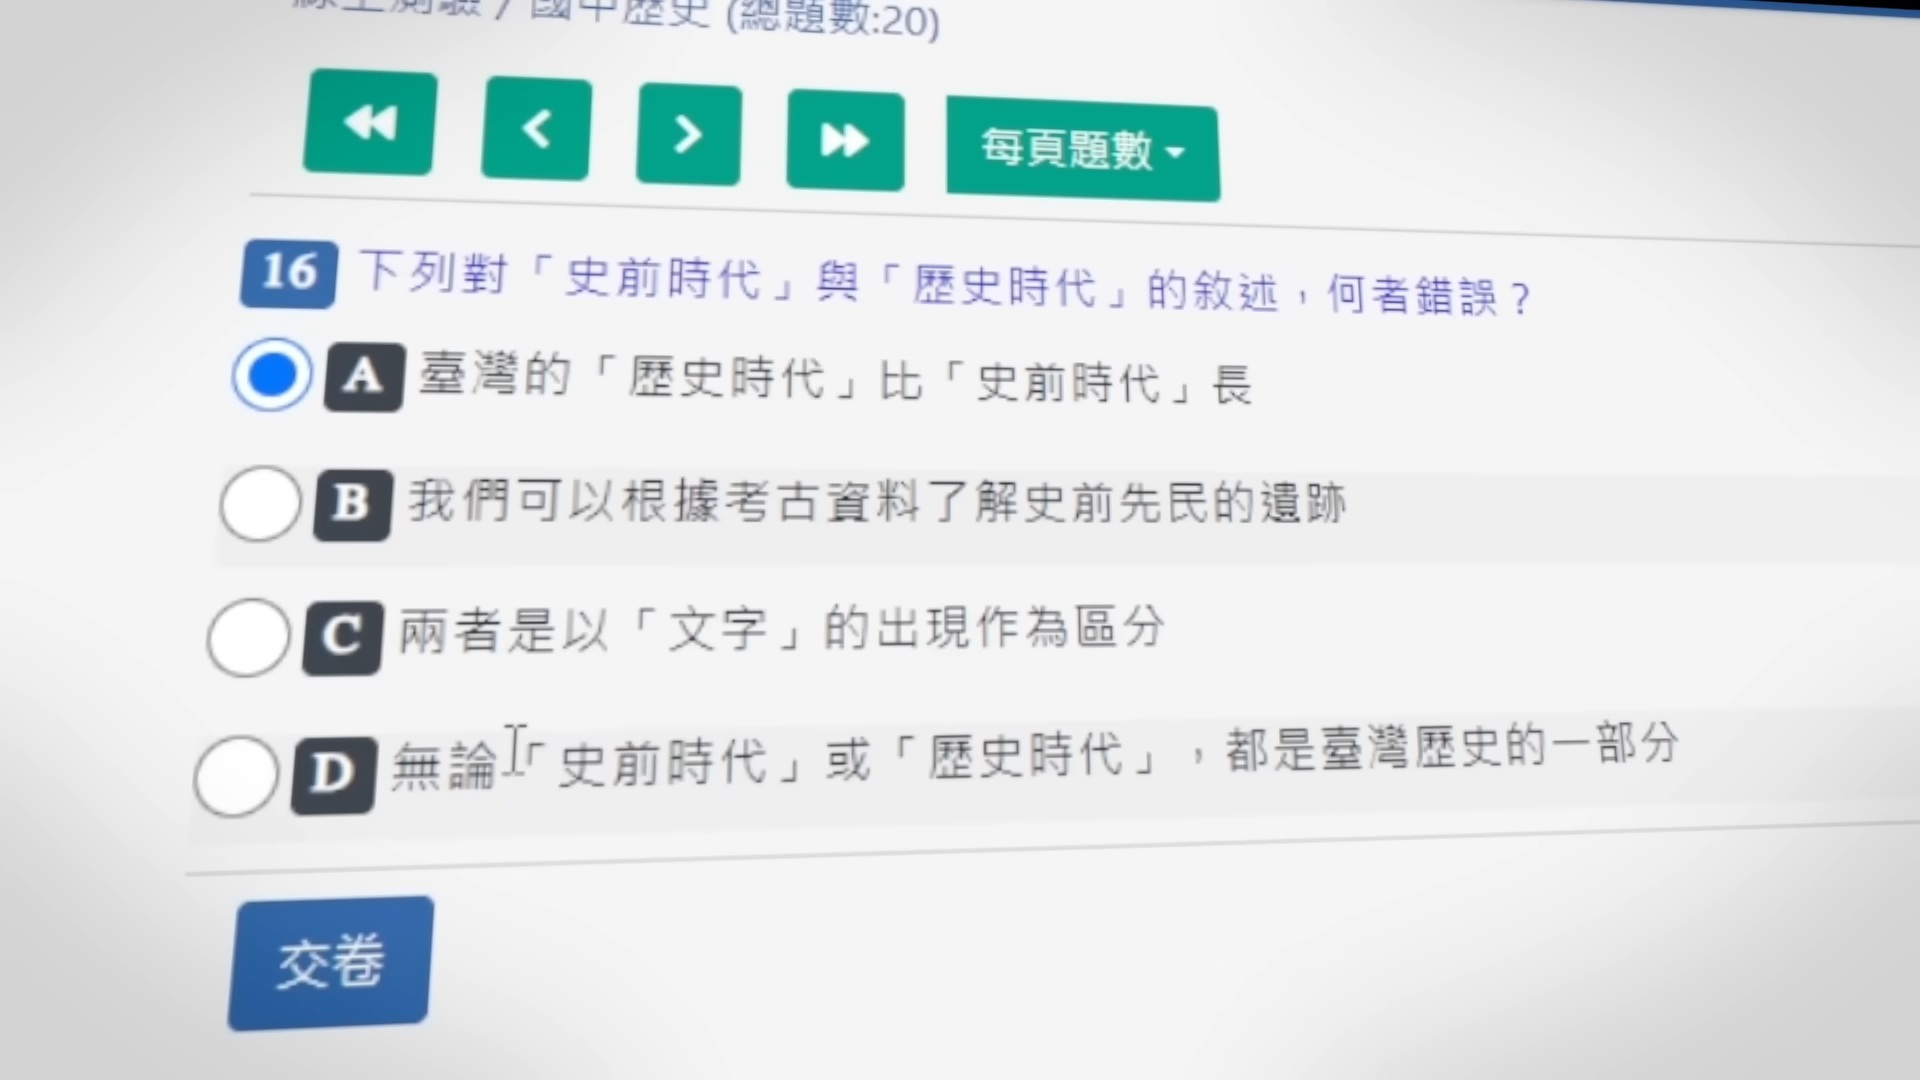 線上測驗 / 國中歷史 (總題數:20)
每頁題數
16 下列對「史前時代」與「歷史時代」的敘述，何者錯誤？
A 臺灣的「歷史時代」比「史前時代」長
B 我們可以根據考古資料了解史前先民的遺跡
C 兩者是以「文字」的出現作為區分
D 無論「史前時代」或「歷史時代」，都是臺灣歷史的一部分
交卷